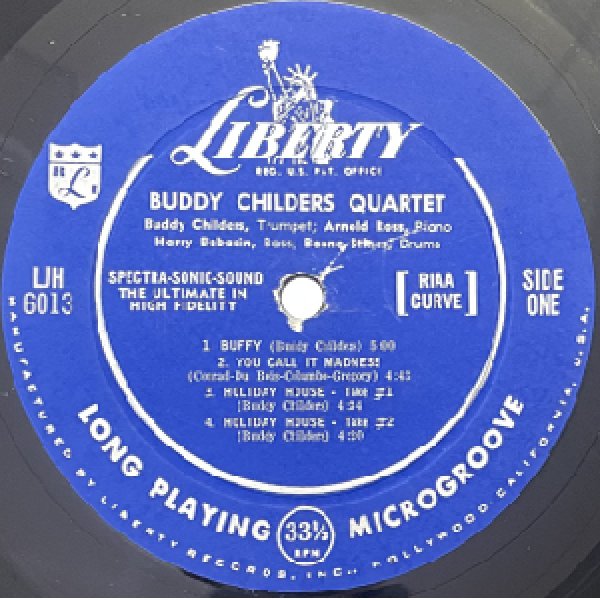 LIBERTY
REG. U.S. PAT. OFFICE
BUDDY CHILDERS QUARTET
Buddy Childers, Trumpet; Arnold Ross, Piano
Harry Babasin, Bass, Boone Stines, Drums
LJH
6013
SPECTRA-SONIC-SOUND
THE ULTIMATE IN
HIGH FIDELITY
[RIAA
CURVE]
SIDE
ONE
1. BUFFY (Buddy Childers) 5:00
2. YOU CALL IT MADNESS
(Conrad-Du Bois-Columbo-Gregory) 4:43
3. HOLIDAY HOUSE - Take #1
(Buddy Childers) 4:34
4. HOLIDAY HOUSE - Take #2
(Buddy Childers) 4:20
LONG PLAYING 33⅓ RPM MICROGROOVE
MANUFACTURED BY LIBERTY RECORDS, INC., HOLLYWOOD, CALIFORNIA, U.S.A.